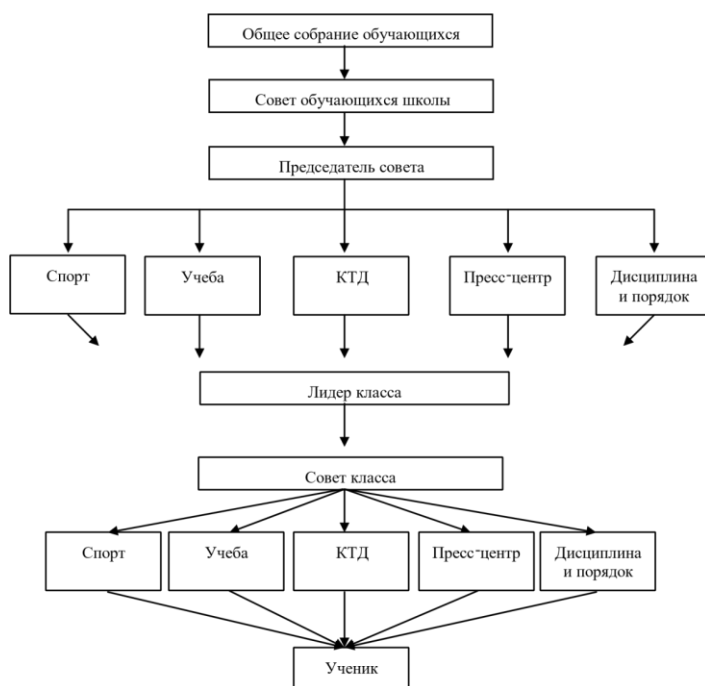 Общее собрание обучающихся
Совет обучающихся школы
Председатель совета
Спорт
Учеба
КТД
Пресс-центр
Дисциплина
и порядок
Лидер класса
Совет класса
Спорт
Учеба
КТД
Пресс-центр
Дисциплина
и порядок
Ученик